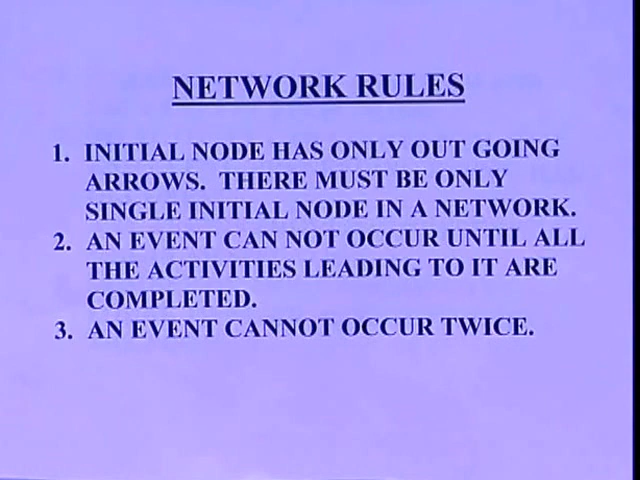 NETWORK RULES
1. INITIAL NODE HAS ONLY OUT GOING
ARROWS. THERE MUST BE ONLY
SINGLE INITIAL NODE IN A NETWORK.
2. AN EVENT CAN NOT OCCUR UNTIL ALL
THE ACTIVITIES LEADING TO IT ARE
COMPLETED.
3. AN EVENT CANNOT OCCUR TWICE.